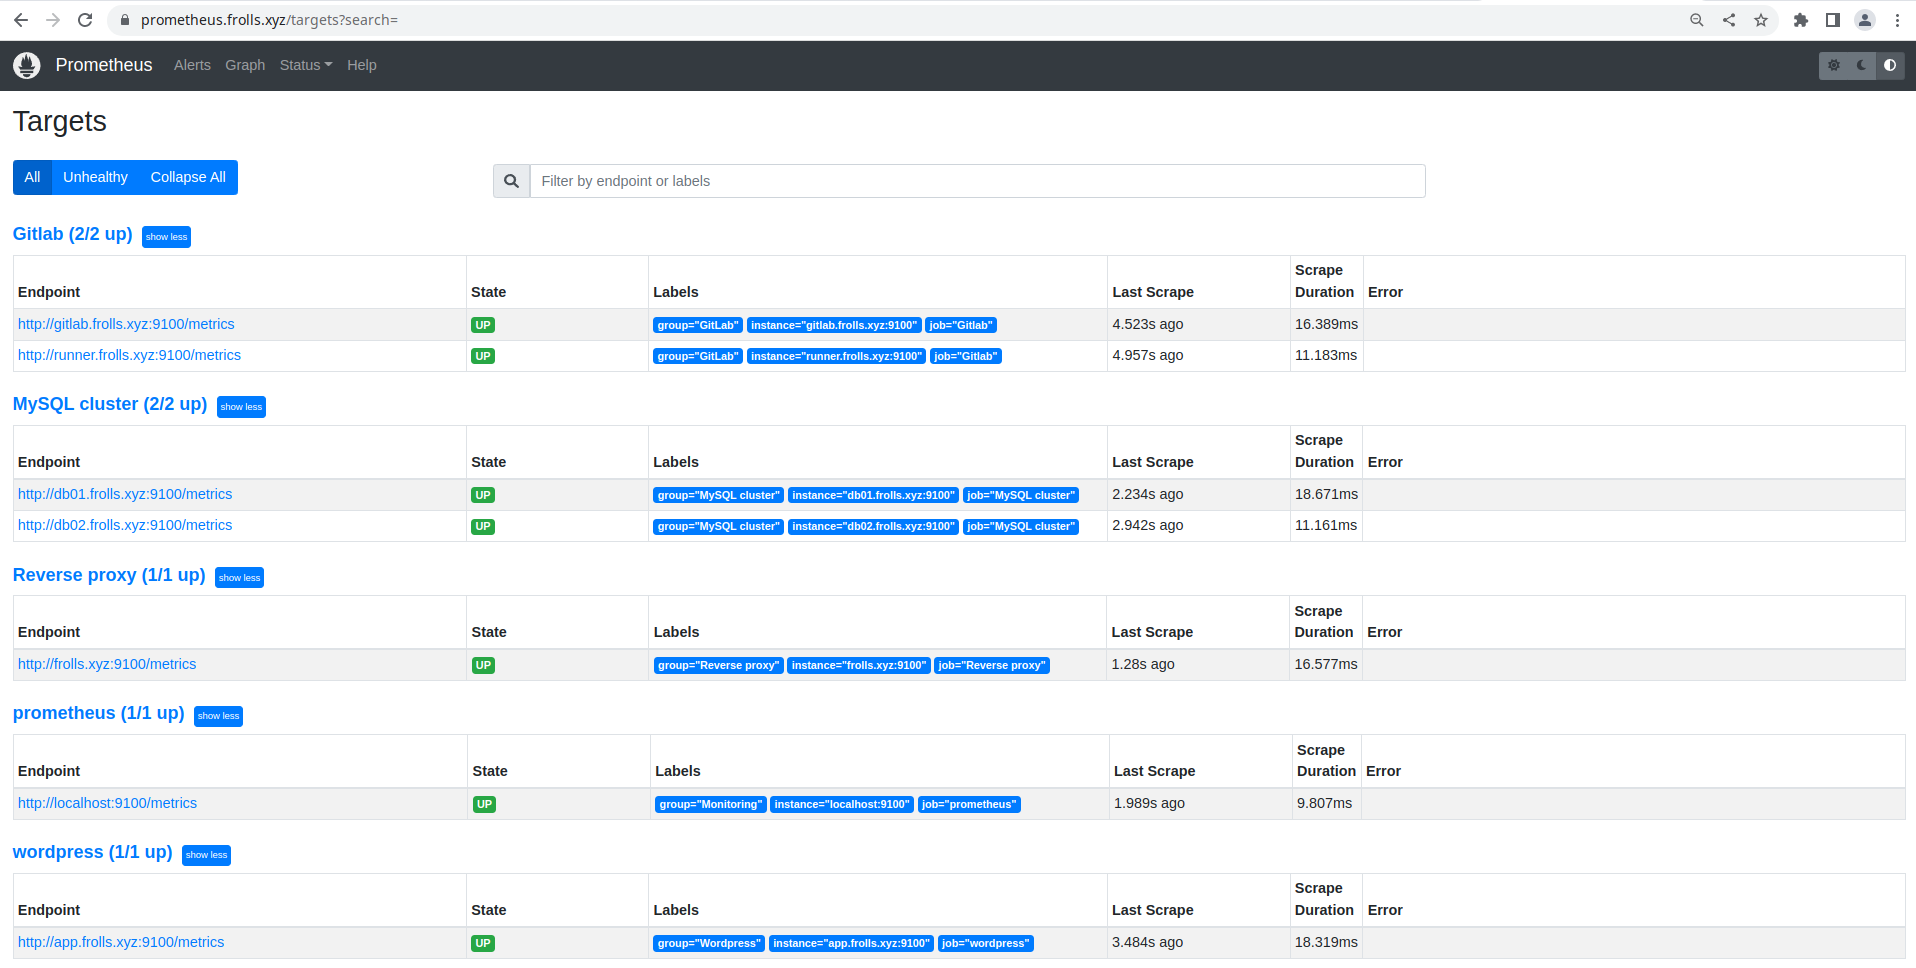 prometheus.frolls.xyz/targets?search=
Prometheus Alerts Graph Status Help
Targets
All Unhealthy Collapse All
Filter by endpoint or labels
Gitlab (2/2 up) show less
Endpoint State Labels Last Scrape Scrape Duration Error
http://gitlab.frolls.xyz:9100/metrics UP group="GitLab" instance="gitlab.frolls.xyz:9100" job="Gitlab" 4.523s ago 16.389ms
http://runner.frolls.xyz:9100/metrics UP group="GitLab" instance="runner.frolls.xyz:9100" job="Gitlab" 4.957s ago 11.183ms
MySQL cluster (2/2 up) show less
Endpoint State Labels Last Scrape Scrape Duration Error
http://db01.frolls.xyz:9100/metrics UP group="MySQL cluster" instance="db01.frolls.xyz:9100" job="MySQL cluster" 2.234s ago 18.671ms
http://db02.frolls.xyz:9100/metrics UP group="MySQL cluster" instance="db02.frolls.xyz:9100" job="MySQL cluster" 2.942s ago 11.161ms
Reverse proxy (1/1 up) show less
Endpoint State Labels Last Scrape Scrape Duration Error
http://frolls.xyz:9100/metrics UP group="Reverse proxy" instance="frolls.xyz:9100" job="Reverse proxy" 1.28s ago 16.577ms
prometheus (1/1 up) show less
Endpoint State Labels Last Scrape Scrape Duration Error
http://localhost:9100/metrics UP group="Monitoring" instance="localhost:9100" job="prometheus" 1.989s ago 9.807ms
wordpress (1/1 up) show less
Endpoint State Labels Last Scrape Scrape Duration Error
http://app.frolls.xyz:9100/metrics UP group="Wordpress" instance="app.frolls.xyz:9100" job="wordpress" 3.484s ago 18.319ms